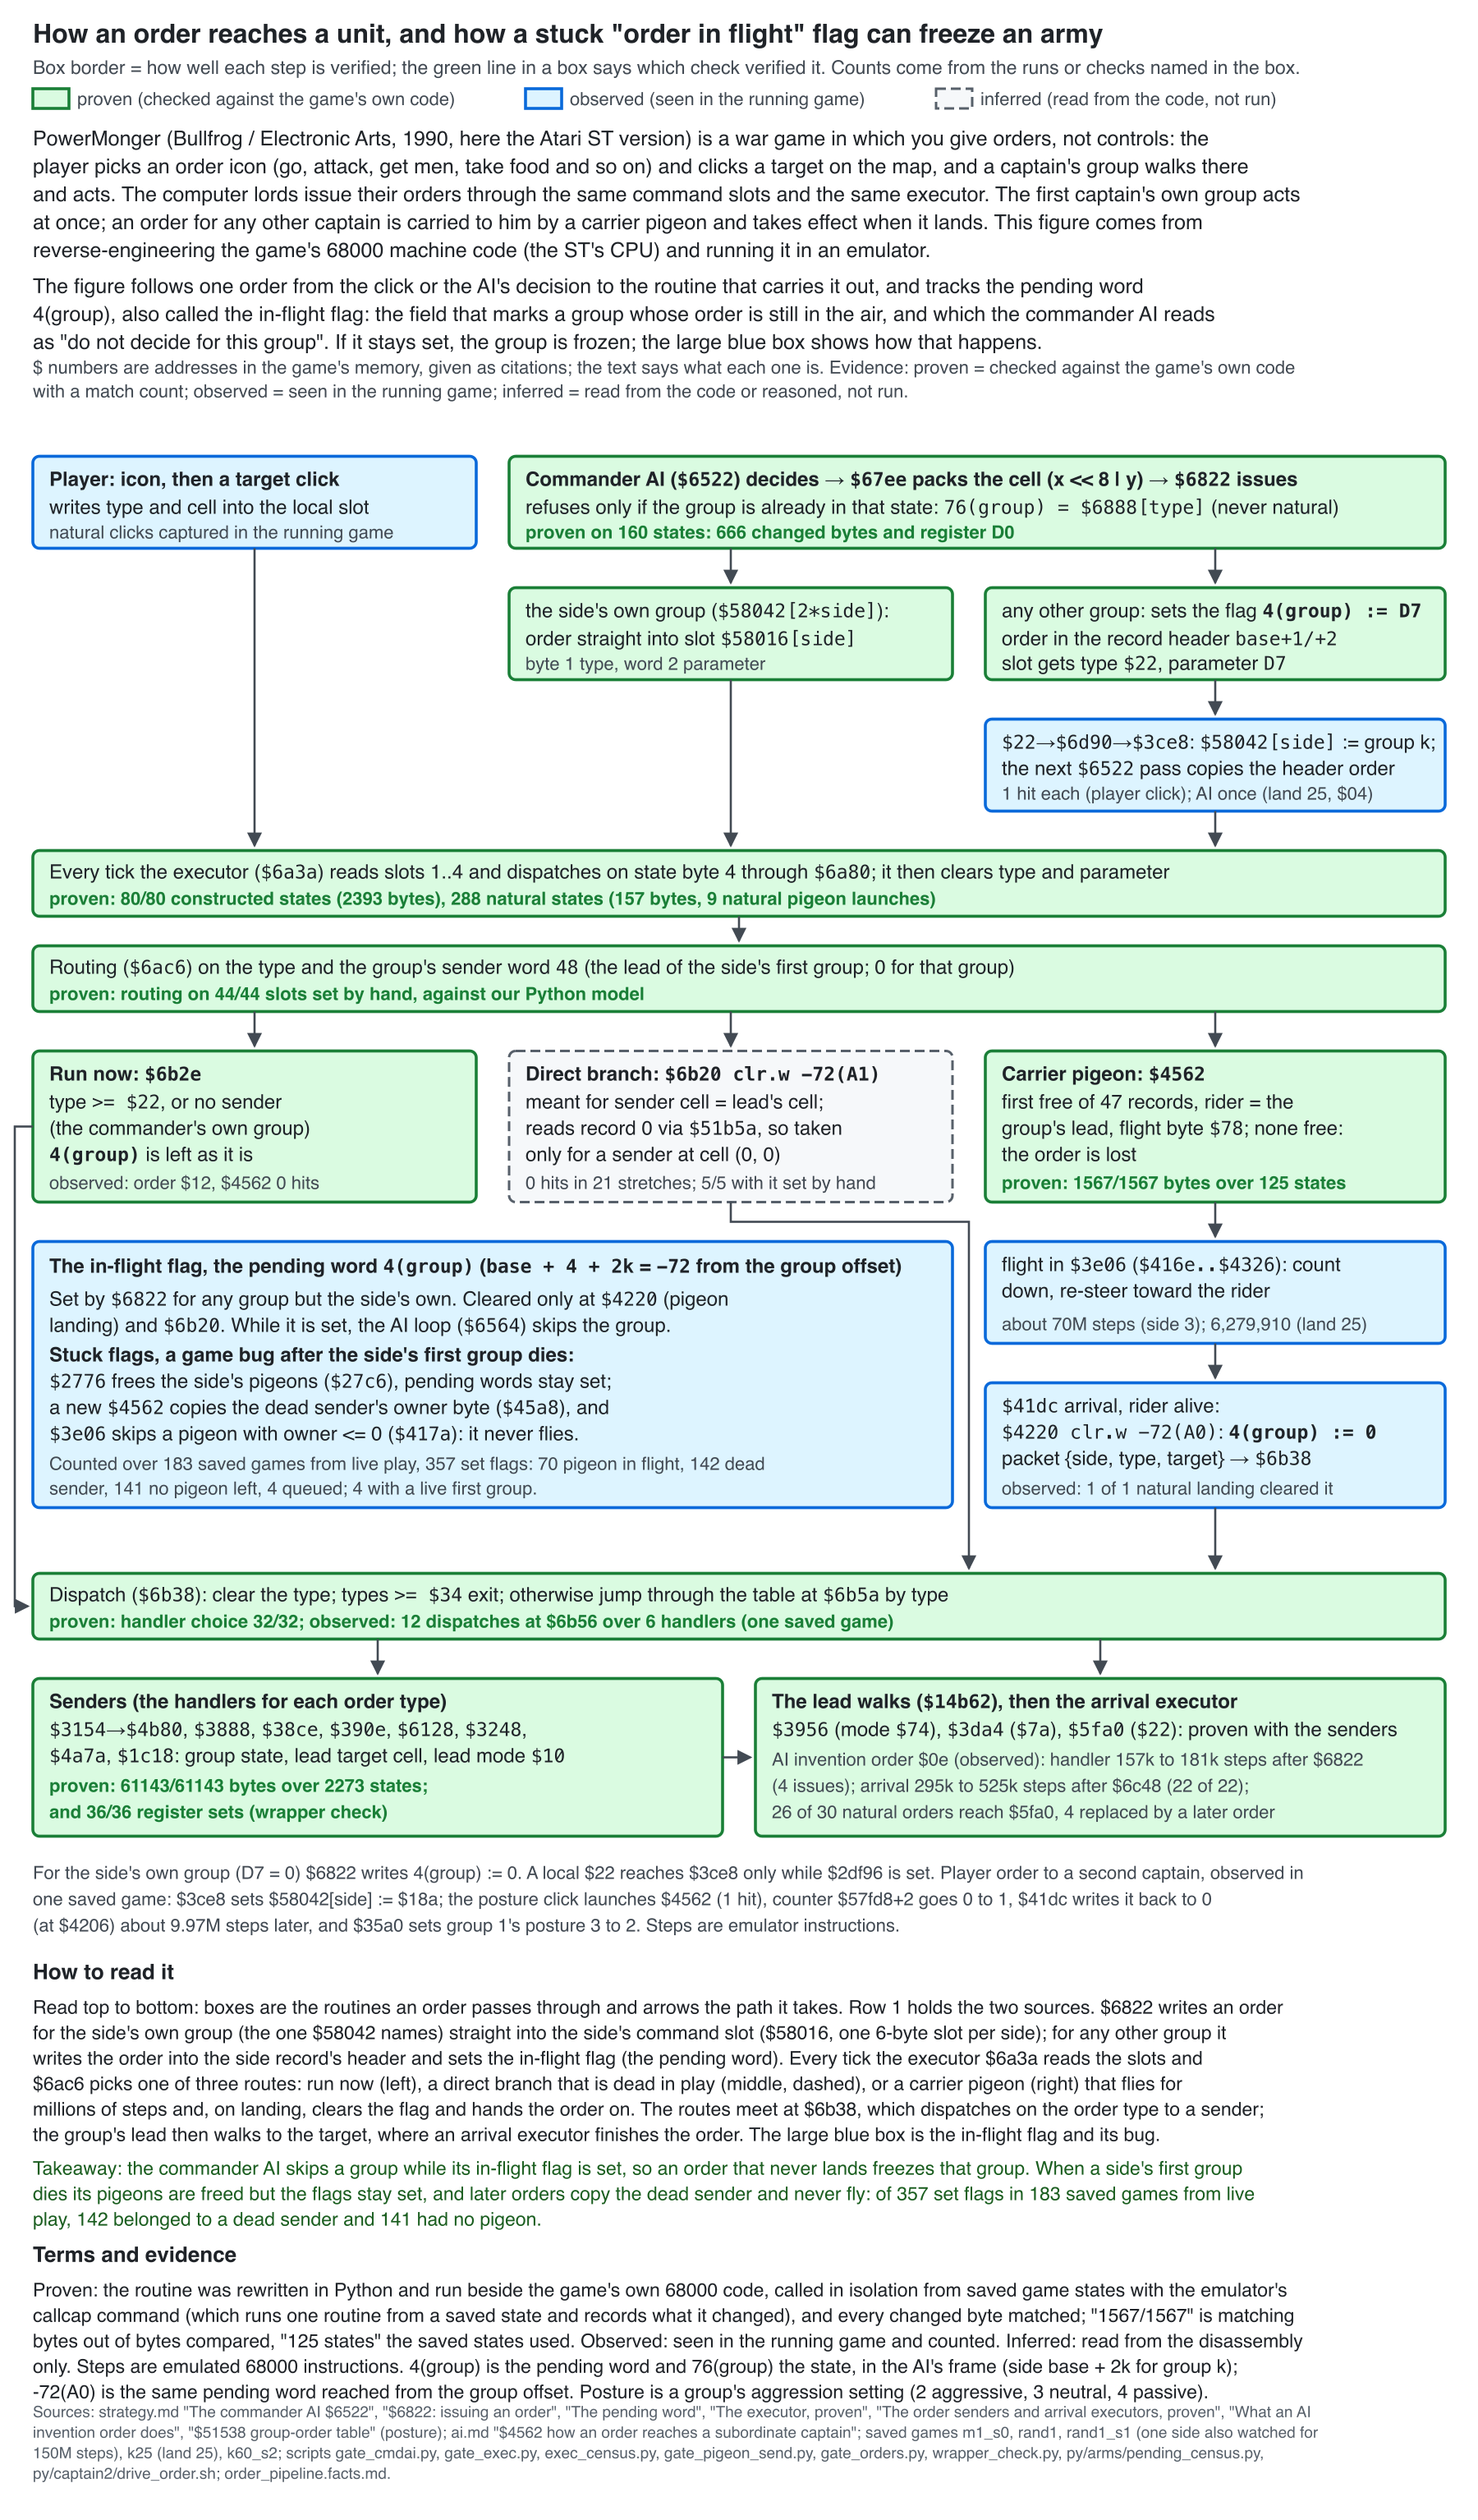 How an order reaches a unit, and how a stuck "order in flight" flag can freeze an army
Box border = how well each step is verified; the green line in a box says which check verified it. Counts come from the runs or checks named in the box.
proven (checked against the game's own code)
observed (seen in the running game)
inferred (read from the code, not run)
PowerMonger (Bullfrog / Electronic Arts, 1990, here the Atari ST version) is a war game in which you give orders, not controls: the
player picks an order icon (go, attack, get men, take food and so on) and clicks a target on the map, and a captain's group walks there
and acts. The computer lords issue their orders through the same command slots and the same executor. The first captain's own group acts
at once; an order for any other captain is carried to him by a carrier pigeon and takes effect when it lands. This figure comes from
reverse-engineering the game's 68000 machine code (the ST's CPU) and running it in an emulator.
The figure follows one order from the click or the AI's decision to the routine that carries it out, and tracks the pending word
4(group), also called the in-flight flag: the field that marks a group whose order is still in the air, and which the commander AI reads
as "do not decide for this group". If it stays set, the group is frozen; the large blue box shows how that happens.
$ numbers are addresses in the game's memory, given as citations; the text says what each one is. Evidence: proven = checked against the game's own code
with a match count; observed = seen in the running game; inferred = read from the code or reasoned, not run.
Player: icon, then a target click
writes type and cell into the local slot
natural clicks captured in the running game
Commander AI ($6522) decides → $67ee packs the cell (x << 8 | y) → $6822 issues
refuses only if the group is already in that state: 76(group) = $6888[type] (never natural)
proven on 160 states: 666 changed bytes and register D0
the side's own group ($58042[2*side]):
order straight into slot $58016[side]
byte 1 type, word 2 parameter
any other group: sets the flag 4(group) := D7
order in the record header base+1/+2
slot gets type $22, parameter D7
$22→$6d90→$3ce8: $58042[side] := group k;
the next $6522 pass copies the header order
1 hit each (player click); AI once (land 25, $04)
Every tick the executor ($6a3a) reads slots 1..4 and dispatches on state byte 4 through $6a80; it then clears type and parameter
proven: 80/80 constructed states (2393 bytes), 288 natural states (157 bytes, 9 natural pigeon launches)
Routing ($6ac6) on the type and the group's sender word 48 (the lead of the side's first group; 0 for that group)
proven: routing on 44/44 slots set by hand, against our Python model
Run now: $6b2e
type >= $22, or no sender
(the commander's own group)
4(group) is left as it is
observed: order $12, $4562 0 hits
Direct branch: $6b20 clr.w −72(A1)
meant for sender cell = lead's cell;
reads record 0 via $51b5a, so taken
only for a sender at cell (0, 0)
0 hits in 21 stretches; 5/5 with it set by hand
Carrier pigeon: $4562
first free of 47 records, rider = the
group's lead, flight byte $78; none free:
the order is lost
proven: 1567/1567 bytes over 125 states
The in-flight flag, the pending word 4(group) (base + 4 + 2k = −72 from the group offset)
Set by $6822 for any group but the side's own. Cleared only at $4220 (pigeon
landing) and $6b20. While it is set, the AI loop ($6564) skips the group.
Stuck flags, a game bug after the side's first group dies:
$2776 frees the side's pigeons ($27c6), pending words stay set;
a new $4562 copies the dead sender's owner byte ($45a8), and
$3e06 skips a pigeon with owner <= 0 ($417a): it never flies.
Counted over 183 saved games from live play, 357 set flags: 70 pigeon in flight, 142 dead
sender, 141 no pigeon left, 4 queued; 4 with a live first group.
flight in $3e06 ($416e..$4326): count
down, re-steer toward the rider
about 70M steps (side 3); 6,279,910 (land 25)
$41dc arrival, rider alive:
$4220 clr.w −72(A0): 4(group) := 0
packet {side, type, target} → $6b38
observed: 1 of 1 natural landing cleared it
Dispatch ($6b38): clear the type; types >= $34 exit; otherwise jump through the table at $6b5a by type
proven: handler choice 32/32; observed: 12 dispatches at $6b56 over 6 handlers (one saved game)
Senders (the handlers for each order type)
$3154→$4b80, $3888, $38ce, $390e, $6128, $3248,
$4a7a, $1c18: group state, lead target cell, lead mode $10
proven: 61143/61143 bytes over 2273 states;
and 36/36 register sets (wrapper check)
The lead walks ($14b62), then the arrival executor
$3956 (mode $74), $3da4 ($7a), $5fa0 ($22): proven with the senders
AI invention order $0e (observed): handler 157k to 181k steps after $6822
(4 issues); arrival 295k to 525k steps after $6c48 (22 of 22);
26 of 30 natural orders reach $5fa0, 4 replaced by a later order
For the side's own group (D7 = 0) $6822 writes 4(group) := 0. A local $22 reaches $3ce8 only while $2df96 is set. Player order to a second captain, observed in
one saved game: $3ce8 sets $58042[side] := $18a; the posture click launches $4562 (1 hit), counter $57fd8+2 goes 0 to 1, $41dc writes it back to 0
(at $4206) about 9.97M steps later, and $35a0 sets group 1's posture 3 to 2. Steps are emulator instructions.
How to read it
Read top to bottom: boxes are the routines an order passes through and arrows the path it takes. Row 1 holds the two sources. $6822 writes an order
for the side's own group (the one $58042 names) straight into the side's command slot ($58016, one 6-byte slot per side); for any other group it
writes the order into the side record's header and sets the in-flight flag (the pending word). Every tick the executor $6a3a reads the slots and
$6ac6 picks one of three routes: run now (left), a direct branch that is dead in play (middle, dashed), or a carrier pigeon (right) that flies for
millions of steps and, on landing, clears the flag and hands the order on. The routes meet at $6b38, which dispatches on the order type to a sender;
the group's lead then walks to the target, where an arrival executor finishes the order. The large blue box is the in-flight flag and its bug.
Takeaway: the commander AI skips a group while its in-flight flag is set, so an order that never lands freezes that group. When a side's first group
dies its pigeons are freed but the flags stay set, and later orders copy the dead sender and never fly: of 357 set flags in 183 saved games from live
play, 142 belonged to a dead sender and 141 had no pigeon.
Terms and evidence
Proven: the routine was rewritten in Python and run beside the game's own 68000 code, called in isolation from saved game states with the emulator's
callcap command (which runs one routine from a saved state and records what it changed), and every changed byte matched; "1567/1567" is matching
bytes out of bytes compared, "125 states" the saved states used. Observed: seen in the running game and counted. Inferred: read from the disassembly
only. Steps are emulated 68000 instructions. 4(group) is the pending word and 76(group) the state, in the AI's frame (side base + 2k for group k);
-72(A0) is the same pending word reached from the group offset. Posture is a group's aggression setting (2 aggressive, 3 neutral, 4 passive).
Sources: strategy.md "The commander AI $6522", "$6822: issuing an order", "The pending word", "The executor, proven", "The order senders and arrival executors, proven", "What an AI
invention order does", "$51538 group-order table" (posture); ai.md "$4562 how an order reaches a subordinate captain"; saved games m1_s0, rand1, rand1_s1 (one side also watched for
150M steps), k25 (land 25), k60_s2; scripts gate_cmdai.py, gate_exec.py, exec_census.py, gate_pigeon_send.py, gate_orders.py, wrapper_check.py, py/arms/pending_census.py,
py/captain2/drive_order.sh; order_pipeline.facts.md.